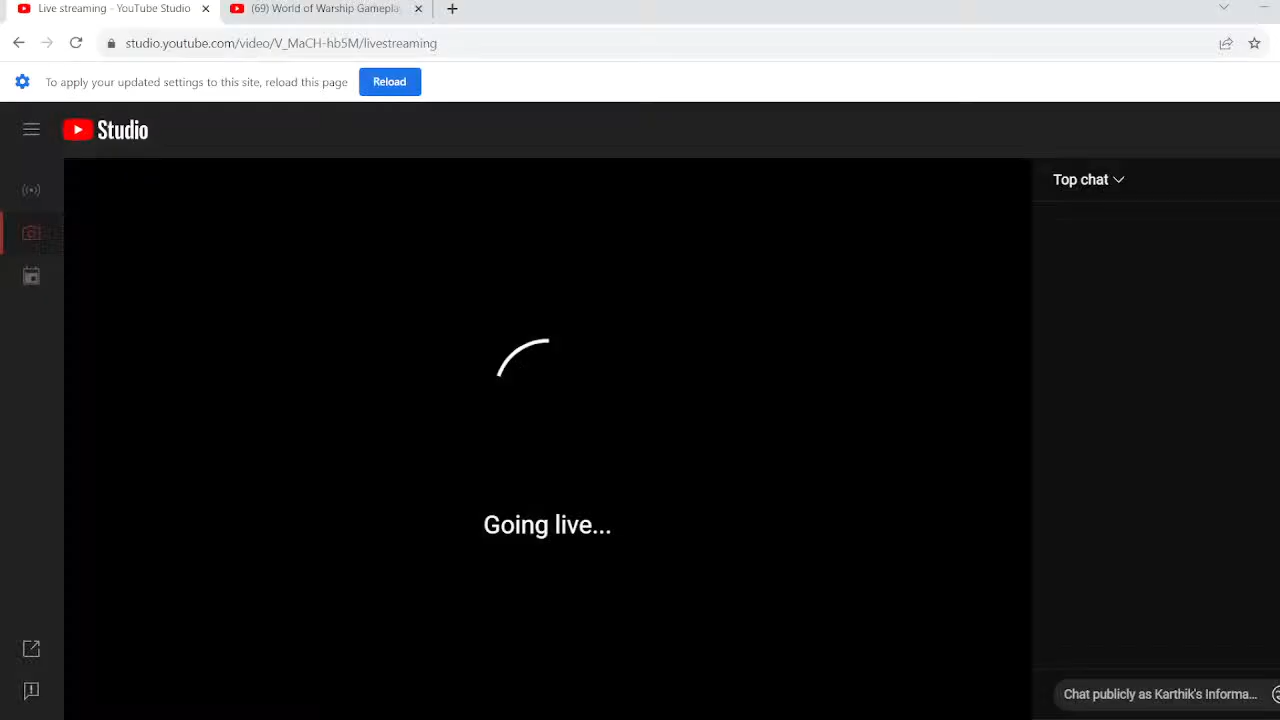 Live streaming - YouTube Studio
(69) World of Warship Gameplay
studio.youtube.com/video/V_MaCH-hb5M/livestreaming
To apply your updated settings to this site, reload this page
Reload
Studio
Top chat
Going live...
Chat publicly as Karthik's Informa...